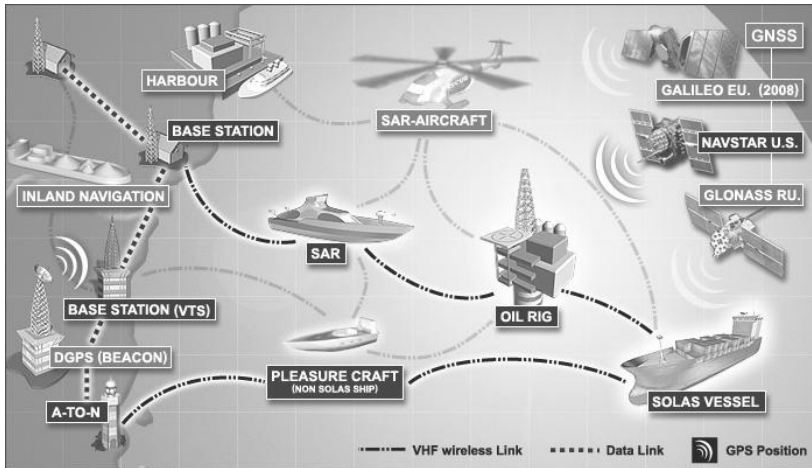 GNSS
HARBOUR
GALILEO EU. (2008)
SAR-AIRCRAFT
BASE STATION
NAVSTAR U.S.
INLAND NAVIGATION
GLONASS RU.
SAR
BASE STATION (VTS)
OIL RIG
DGPS (BEACON)
PLEASURE CRAFT
(NON SOLAS SHIP)
SOLAS VESSEL
A-TO-N
VHF wireless Link
Data Link
GPS Position